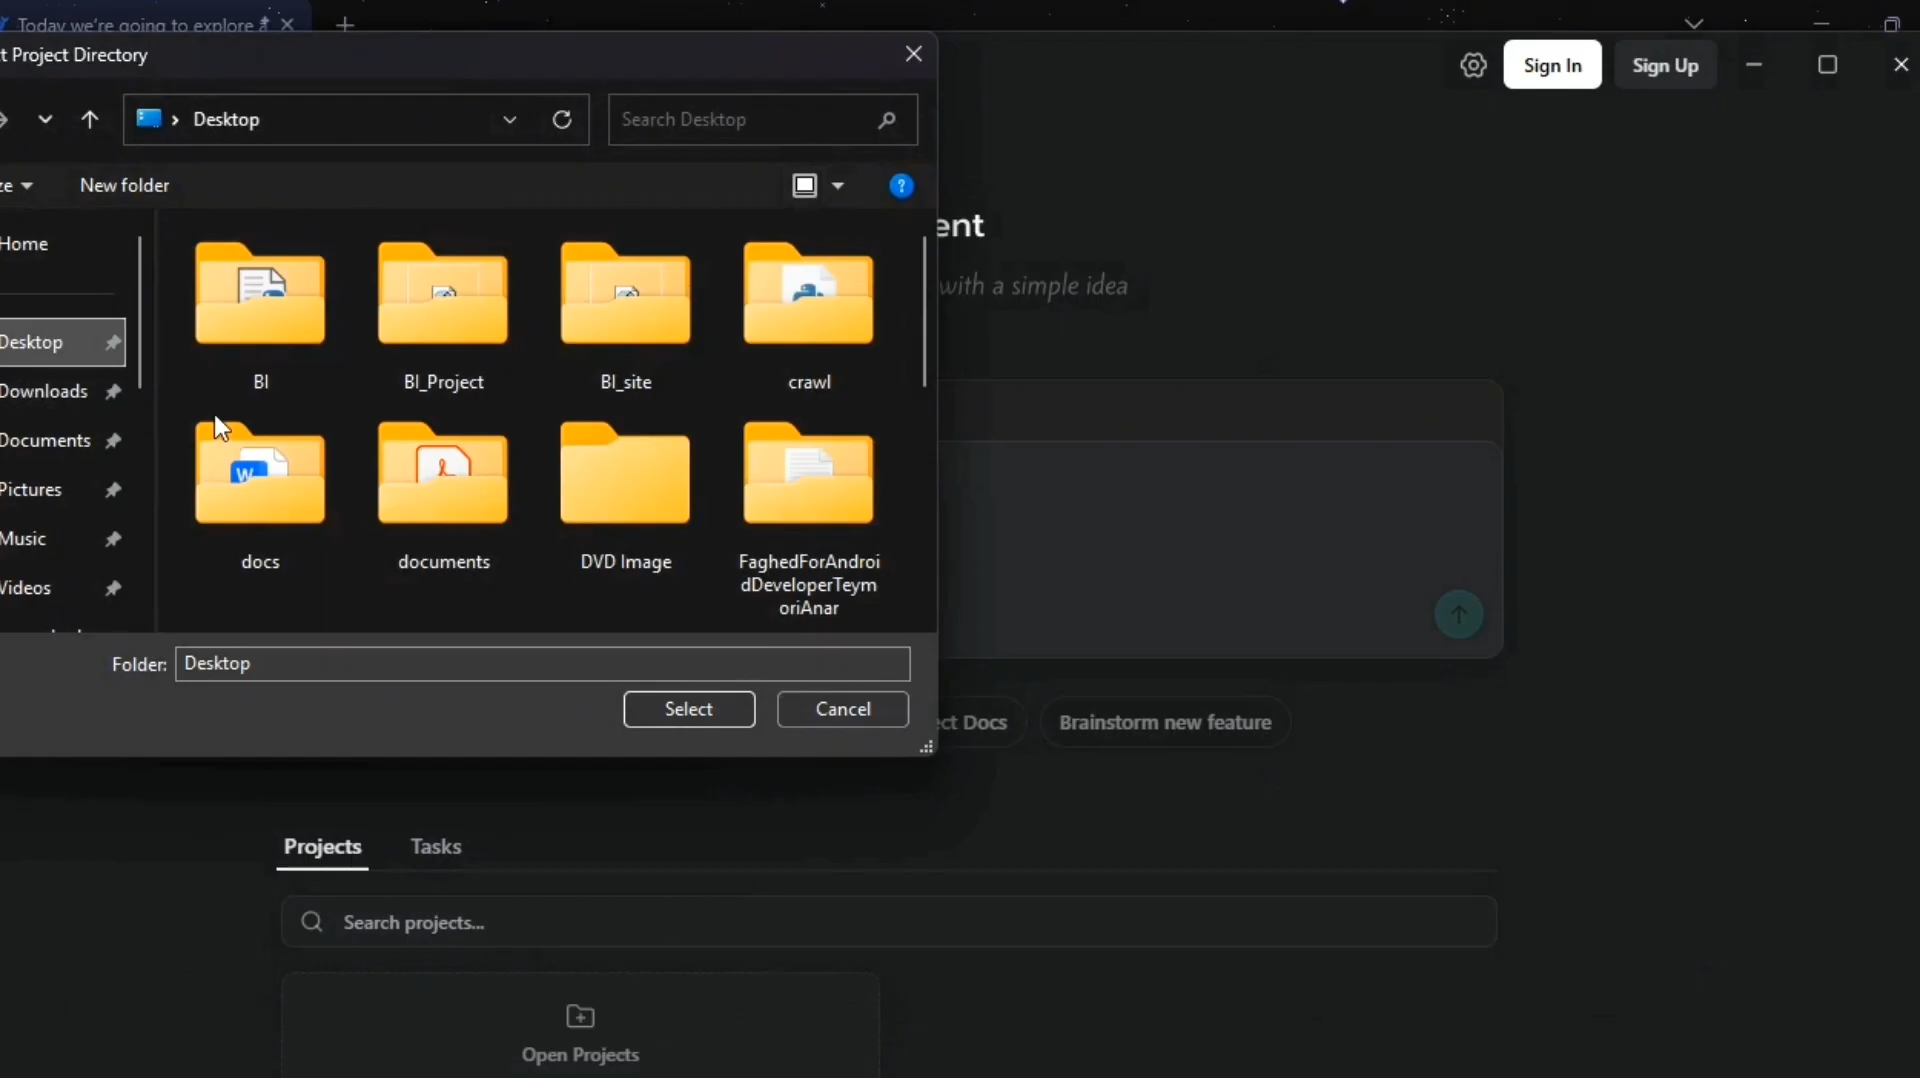 Today we're going to explore
t Project Directory
Sign In
Sign Up
Desktop
Search Desktop
ze
New folder
Home
Desktop
Downloads
Documents
Pictures
Music
Videos
BI
BI_Project
BI_site
crawl
docs
documents
DVD Image
FaghedForAndroi
dDeveloperTeym
oriAnar
Folder:
Desktop
Select
Cancel
ent
with a simple idea
ct Docs
Brainstorm new feature
Projects
Tasks
Search projects...
Open Projects